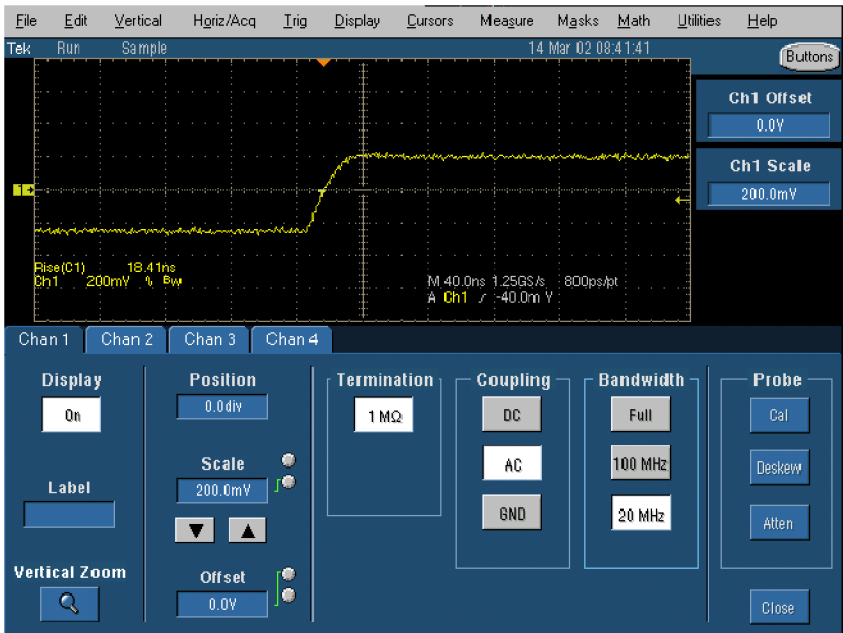 File Edit Vertical Horiz/Acq Trig Display Cursors Measure Masks Math Utilities Help
Tek Run Sample 14 Mar 02 08:41:41
Buttons
Ch1 Offset
0.0V
Ch1 Scale
200.0mV
1
Rise(C1) 18.41ns
Ch1 200mV ∿ Bw
M 40.0ns 1.25GS/s 800ps/pt
A Ch1 ∕ -40.0m V
Chan 1 Chan 2 Chan 3 Chan 4
Display
On
Label
Vertical Zoom
Position
0.0div
Scale
200.0mV
▼ ▲
Offset
0.0V
Termination
1 MΩ
Coupling
DC
AC
GND
Bandwidth
Full
100 MHz
20 MHz
Probe
Cal
Deskew
Atten
Close